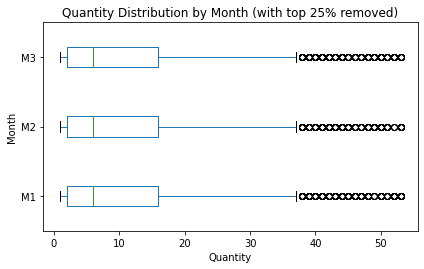 Quantity Distribution by Month (with top 25% removed)
M3
M2
M1
Month
0 10 20 30 40 50
Quantity